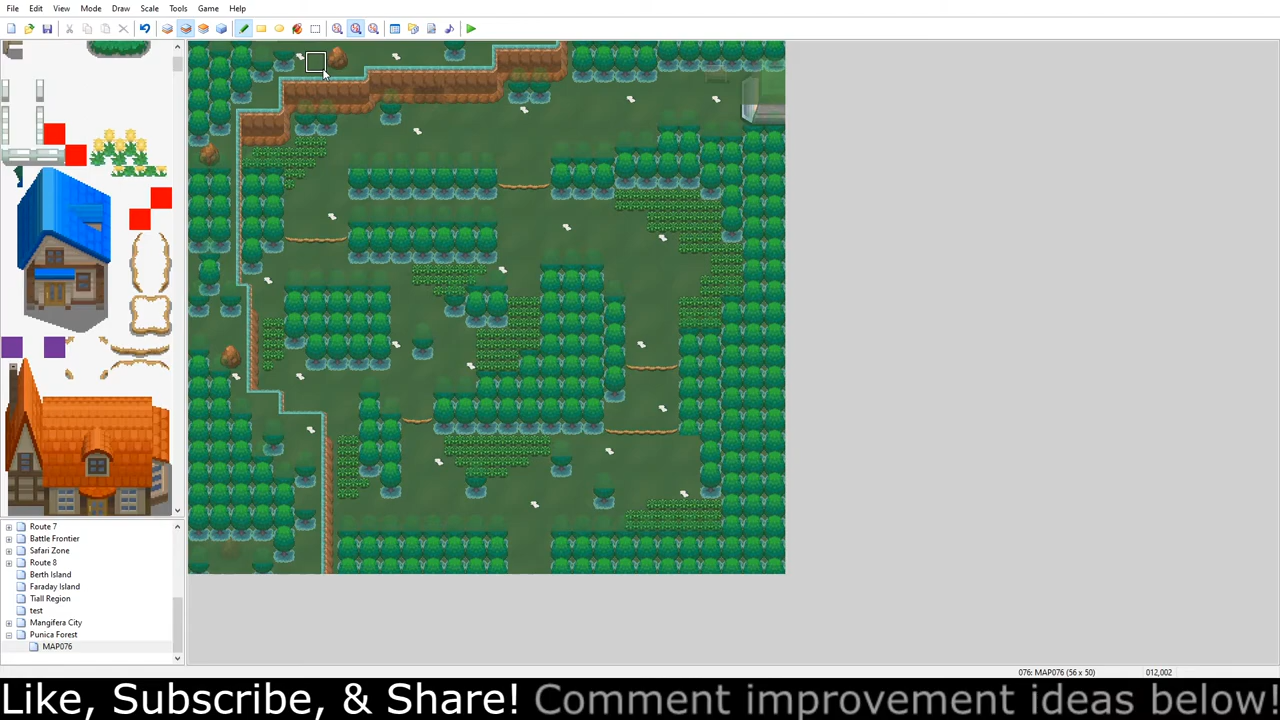 File Edit View Mode Draw Scale Tools Game Help
Route 7
Battle Frontier
Safari Zone
Route 8
Berth Island
Faraday Island
Tiall Region
test
Mangifera City
Punica Forest
MAP076
076: MAP076 (56 x 50) 012,002
Like, Subscribe, & Share! Comment improvement ideas below!